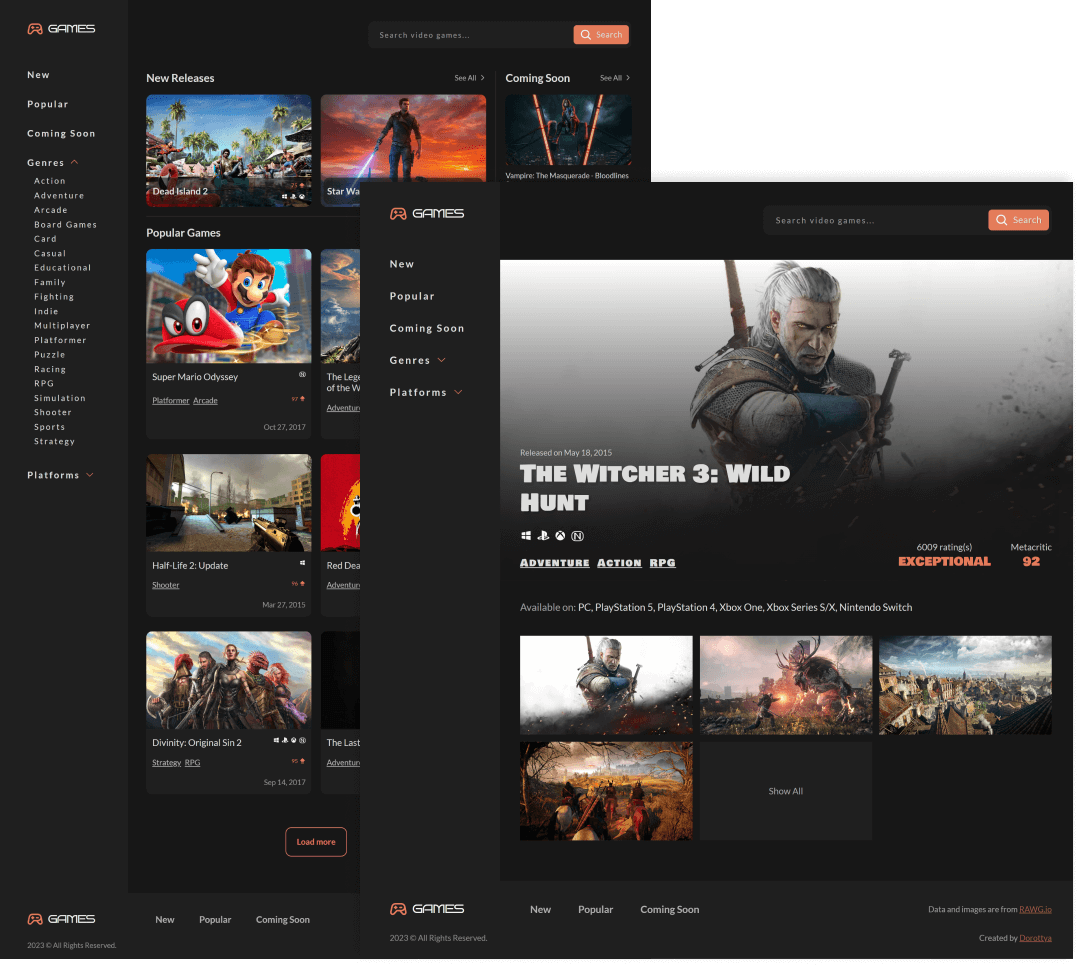 GAMES
Search video games...
Search
New
Popular
Coming Soon
Genres
Action
Adventure
Arcade
Board Games
Card
Casual
Educational
Family
Fighting
Indie
Multiplayer
Platformer
Puzzle
Racing
RPG
Simulation
Shooter
Sports
Strategy
Platforms
New Releases
See All
Dead Island 2
Star Wa
Coming Soon
See All
Vampire: The Masquerade - Bloodlines
Popular Games
Super Mario Odyssey
Platformer Arcade
97
Oct 27, 2017
The Lege
of the W
Adventure
Half-Life 2: Update
Shooter
96
Mar 27, 2015
Red Dea
Adventure
Divinity: Original Sin 2
Strategy RPG
95
Sep 14, 2017
The Last
Adventure
Load more
GAMES
New
Popular
Coming Soon
2023 © All Rights Reserved.
GAMES
Search video games...
Search
New
Popular
Coming Soon
Genres
Platforms
Released on May 18, 2015
The Witcher 3: Wild
Hunt
Adventure Action RPG
6009 rating(s)
EXCEPTIONAL
Metacritic
92
Available on: PC, PlayStation 5, PlayStation 4, Xbox One, Xbox Series S/X, Nintendo Switch
Show All
GAMES
New
Popular
Coming Soon
Data and images are from RAWG.io
2023 © All Rights Reserved.
Created by Dorottya